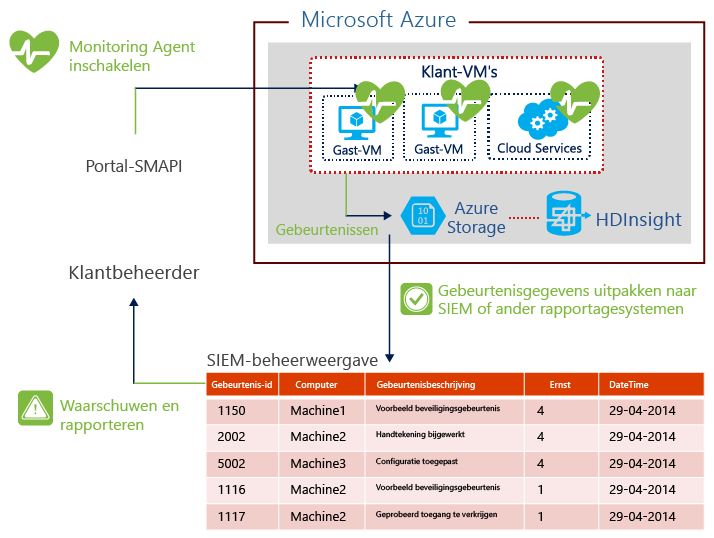 Microsoft Azure
Monitoring Agent
inschakelen
Klant-VM's
Gast-VM
Gast-VM
Cloud Services
Portal-SMAPI
Gebeurtenissen
10
01
Azure
Storage
HDInsight
Klantbeheerder
Gebeurtenisgegevens uitpakken naar
SIEM of ander rapportagesystemen
SIEM-beheerweergave
Waarschuwen en
rapporteren
Gebeurtenis-id Computer Gebeurtenisbeschrijving Ernst DateTime
1150 Machine1 Voorbeeld beveiligingsgebeurtenis 4 29-04-2014
2002 Machine2 Handtekening bijgewerkt 4 29-04-2014
5002 Machine3 Configuratie toegepast 4 29-04-2014
1116 Machine2 Voorbeeld beveiligingsgebeurtenis 1 29-04-2014
1117 Machine2 Geprobeerd toegang te verkrijgen 1 29-04-2014